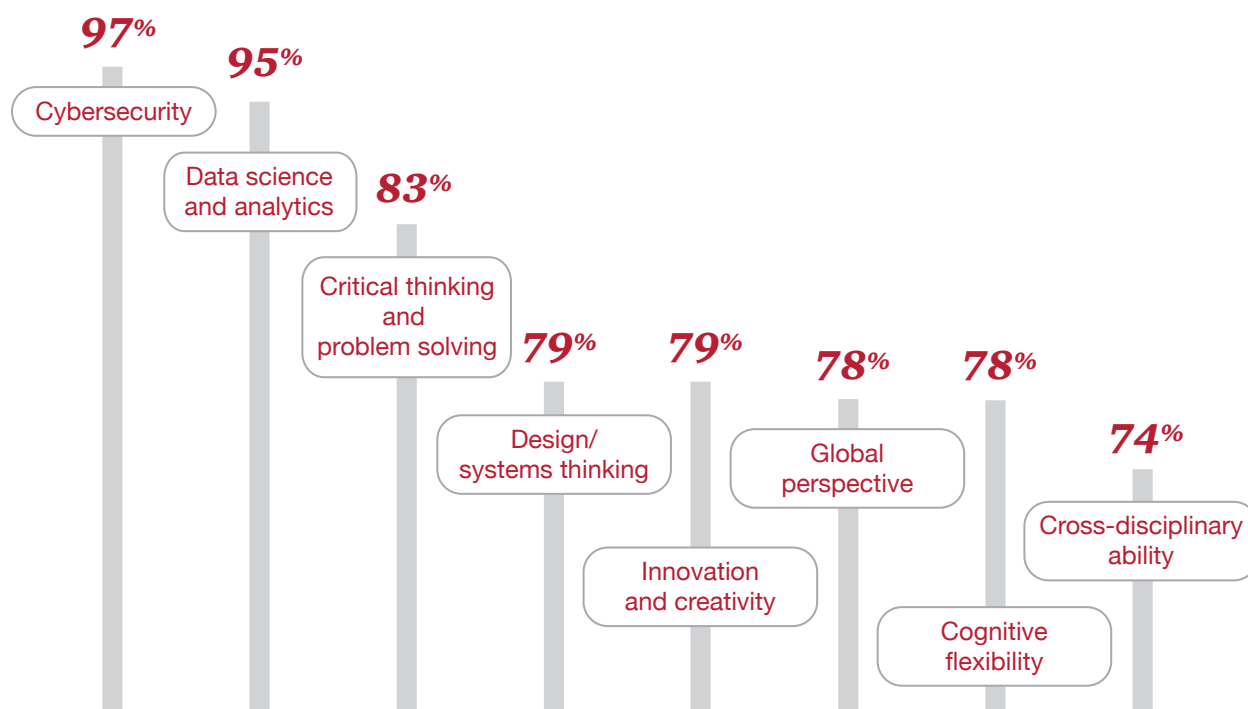 97%
Cybersecurity
95%
Data science
and analytics
83%
Critical thinking
and
problem solving
79%
Design/
systems thinking
79%
Innovation
and creativity
78%
Global
perspective
78%
Cognitive
flexibility
74%
Cross-disciplinary
ability